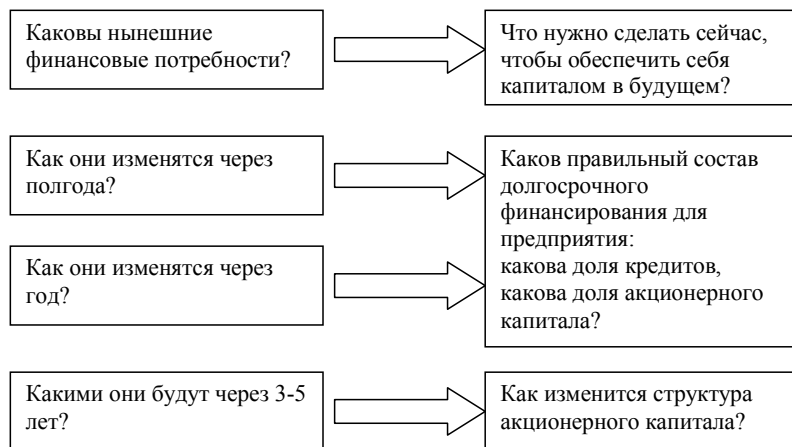 Каковы нынешние
финансовые потребности?
Что нужно сделать сейчас,
чтобы обеспечить себя
капиталом в будущем?
Как они изменятся через
полгода?
Каков правильный состав
долгосрочного
финансирования для
предприятия:
какова доля кредитов,
какова доля акционерного
капитала?
Как они изменятся через
год?
Какими они будут через 3-5
лет?
Как изменится структура
акционерного капитала?